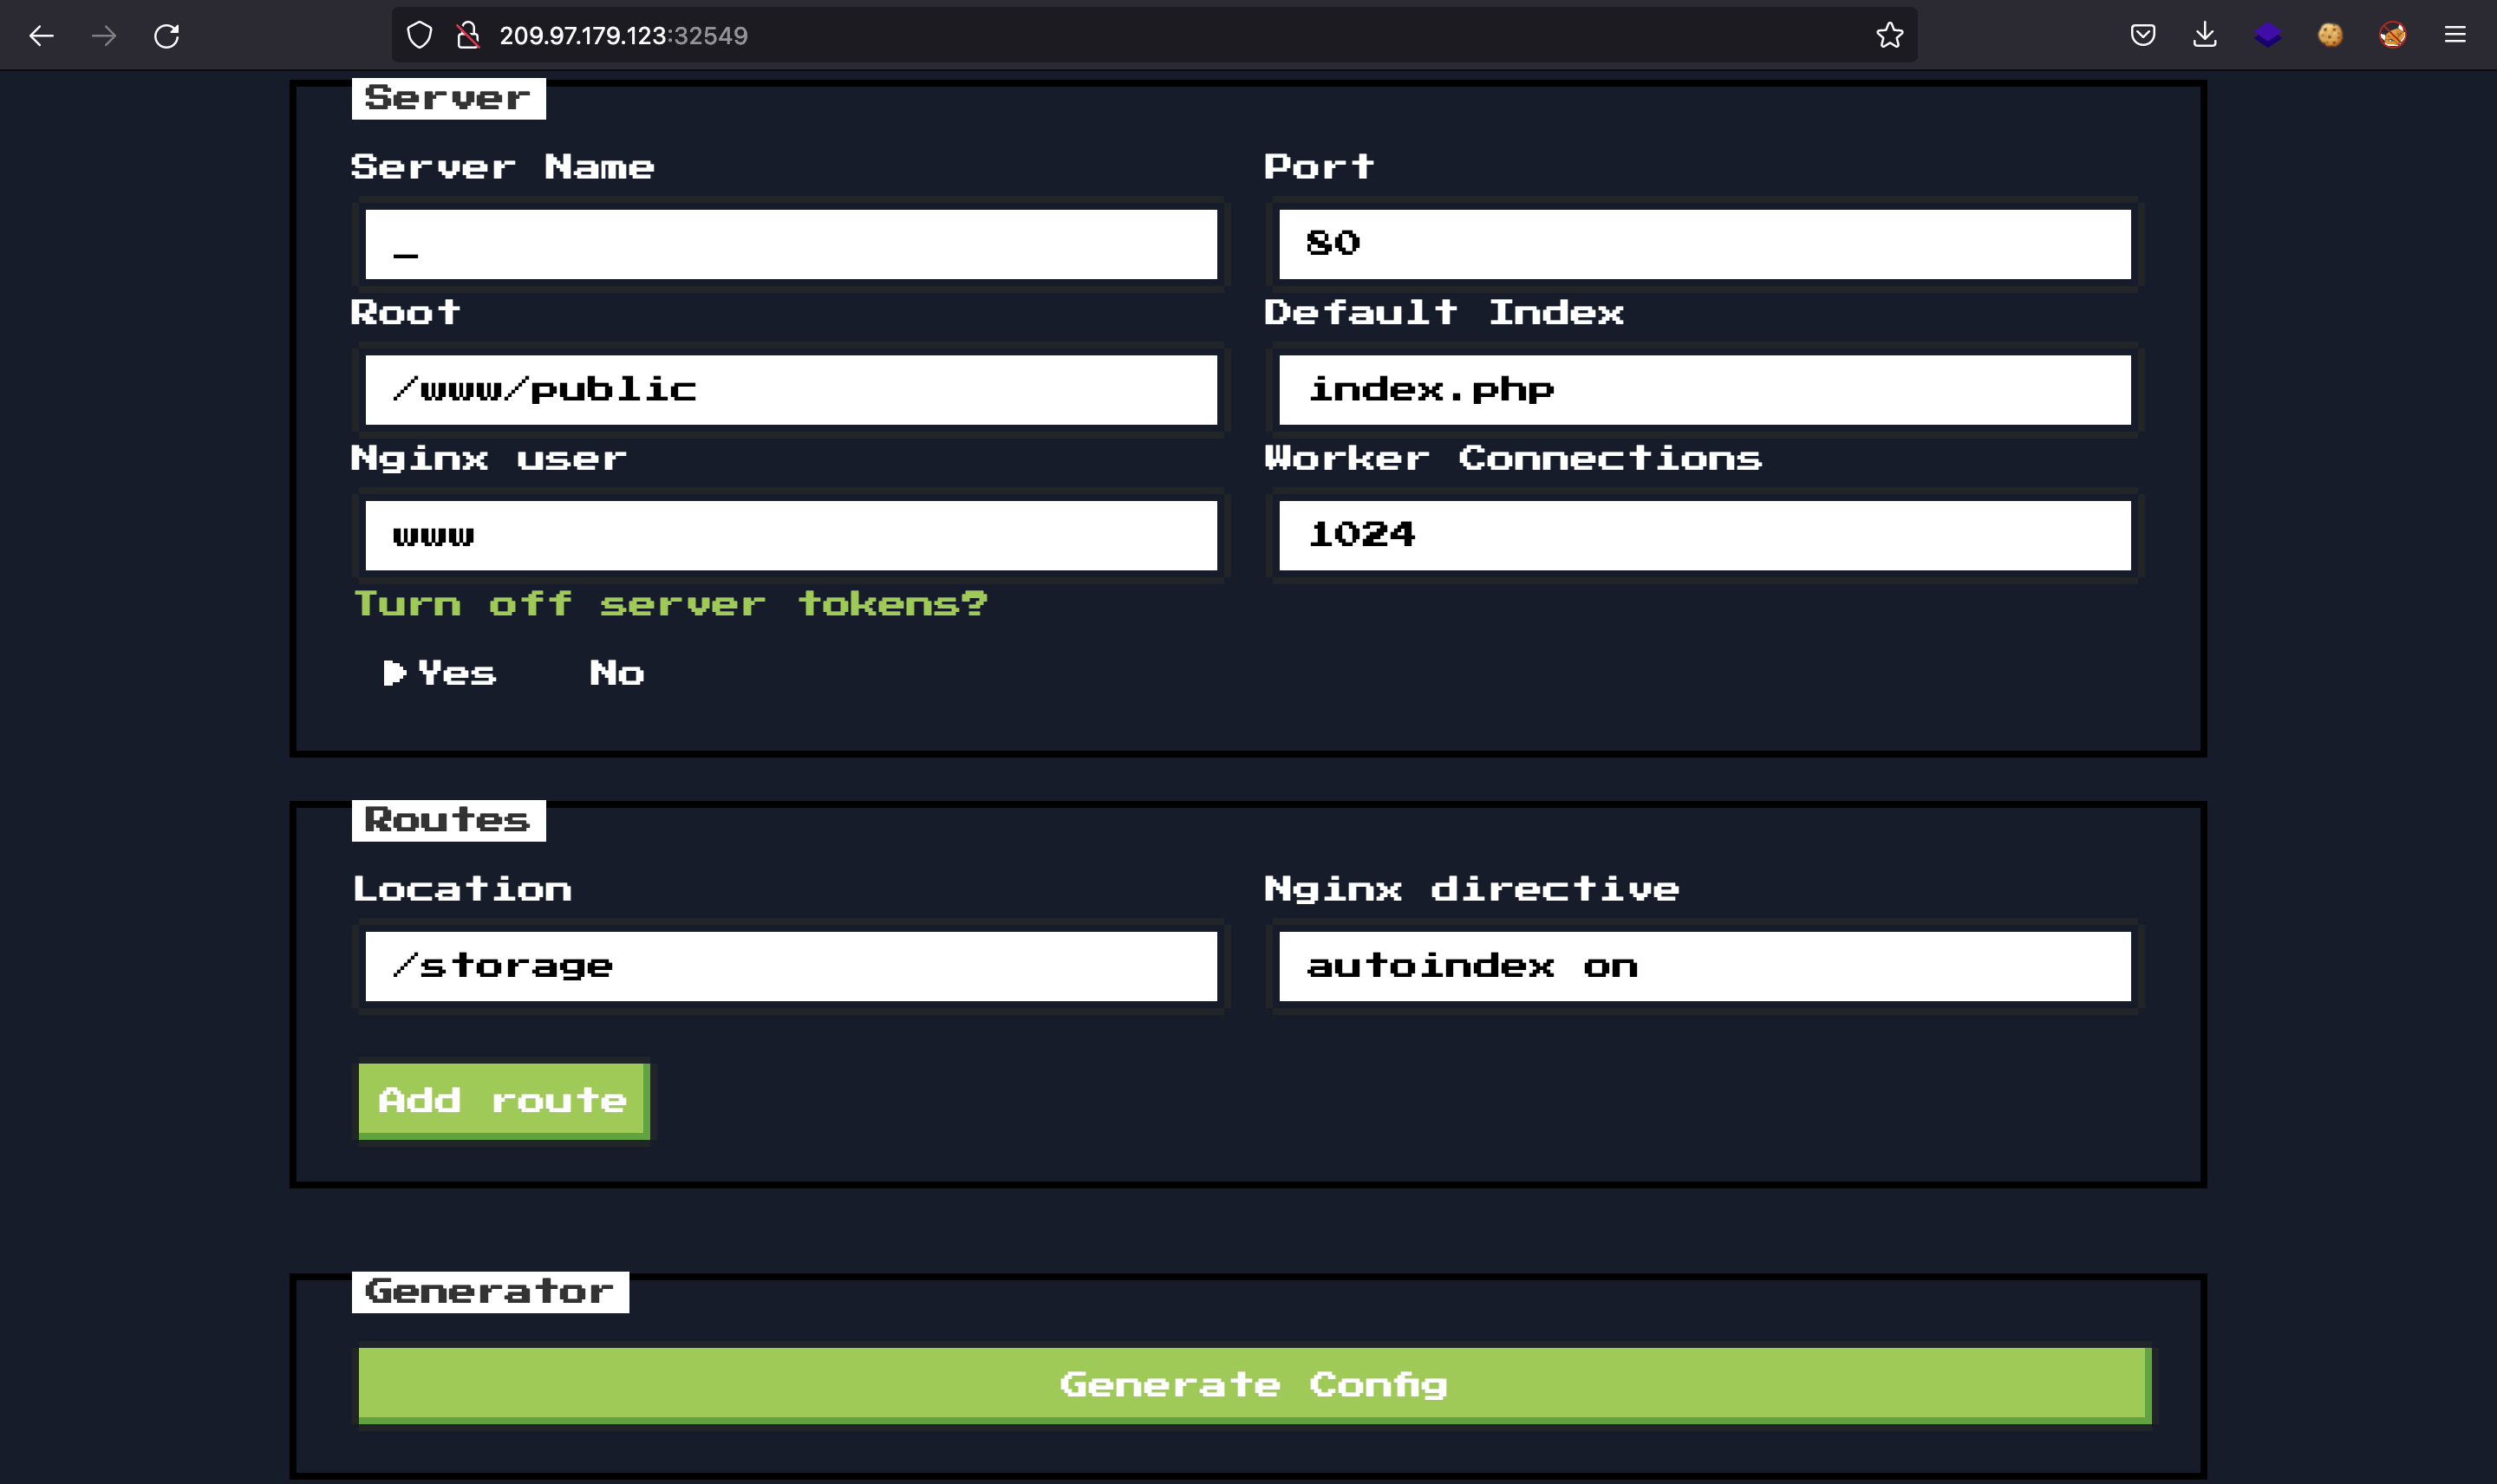 209.97.179.123:32549
Server
Server Name Port
_ 80
Root Default Index
/www/public index.php
Nginx user Worker Connections
www 1024
Turn off server tokens?
Yes No
Routes
Location Nginx directive
/storage autoindex on
Add route
Generator
Generate Config